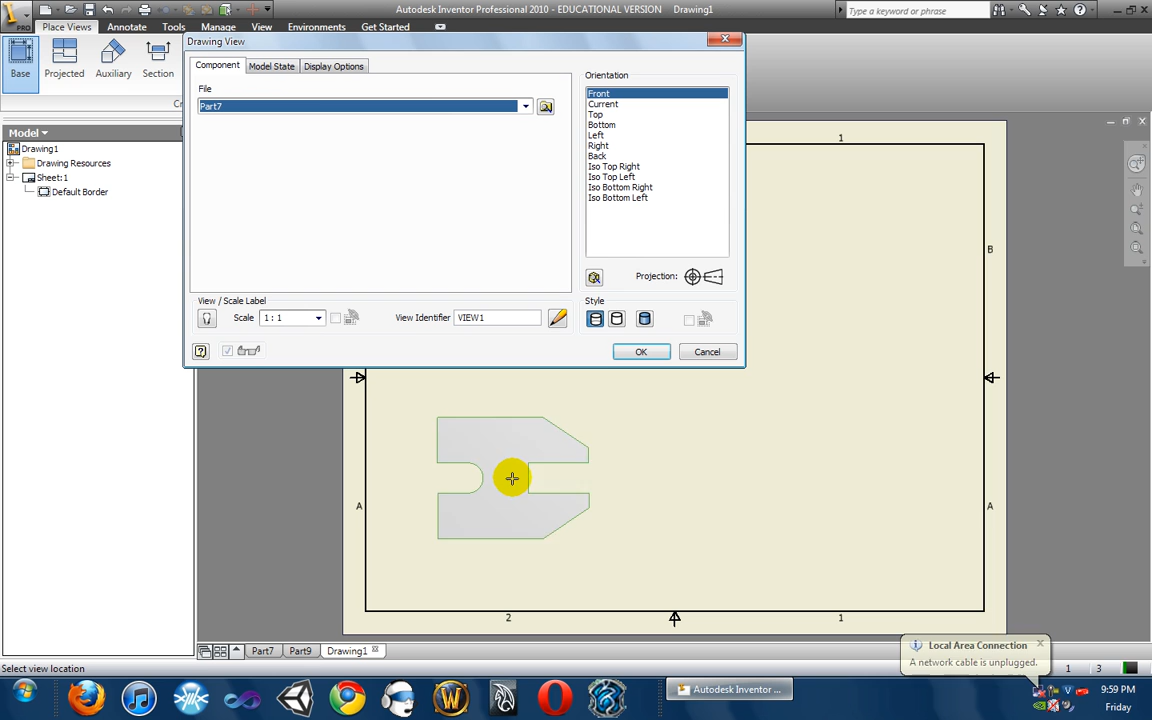 Autodesk Inventor Professional 2010 - EDUCATIONAL VERSION Drawing1
Type a keyword or phrase
PRO
Place Views Annotate Tools Manage View Environments Get Started
Base Projected Auxiliary Section
Cr
Drawing View
Component Model State Display Options
File
Part7
Orientation
Front
Current
Top
Bottom
Left
Right
Back
Iso Top Right
Iso Top Left
Iso Bottom Right
Iso Bottom Left
Projection:
View / Scale Label
Scale 1 : 1
View Identifier VIEW1
Style
OK Cancel
Model
Drawing1
Drawing Resources
Sheet:1
Default Border
1
B
A A
2 1
Part7 Part9 Drawing1
Select view location
1 3
Local Area Connection
A network cable is unplugged.
Autodesk Inventor ...
9:59 PM
Friday